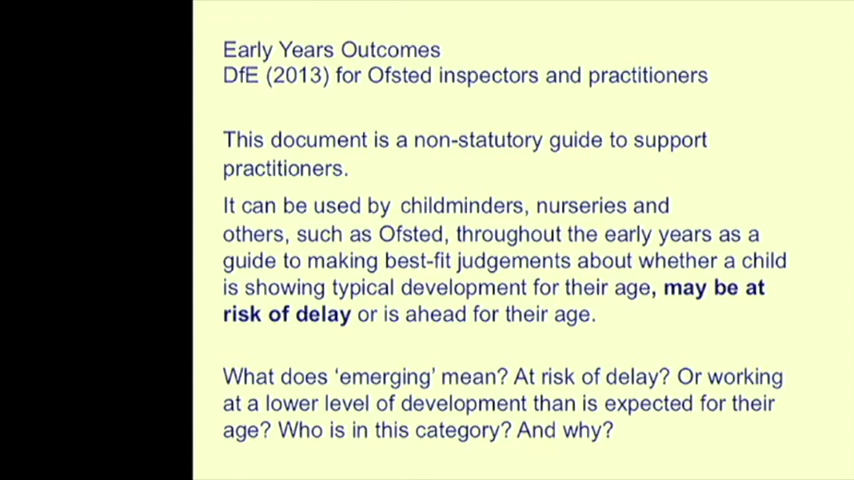 Early Years Outcomes
DfE (2013) for Ofsted inspectors and practitioners
This document is a non-statutory guide to support
practitioners.
It can be used by childminders, nurseries and
others, such as Ofsted, throughout the early years as a
guide to making best-fit judgements about whether a child
is showing typical development for their age, may be at
risk of delay or is ahead for their age.
What does ‘emerging’ mean? At risk of delay? Or working
at a lower level of development than is expected for their
age? Who is in this category? And why?